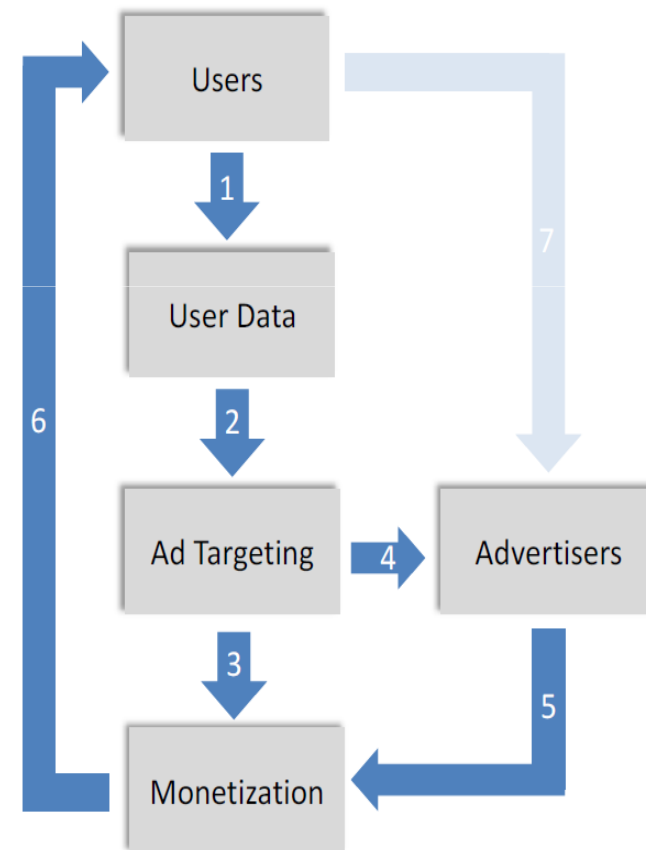 Users
1
7
User Data
6
2
Ad Targeting
4
Advertisers
3
5
Monetization